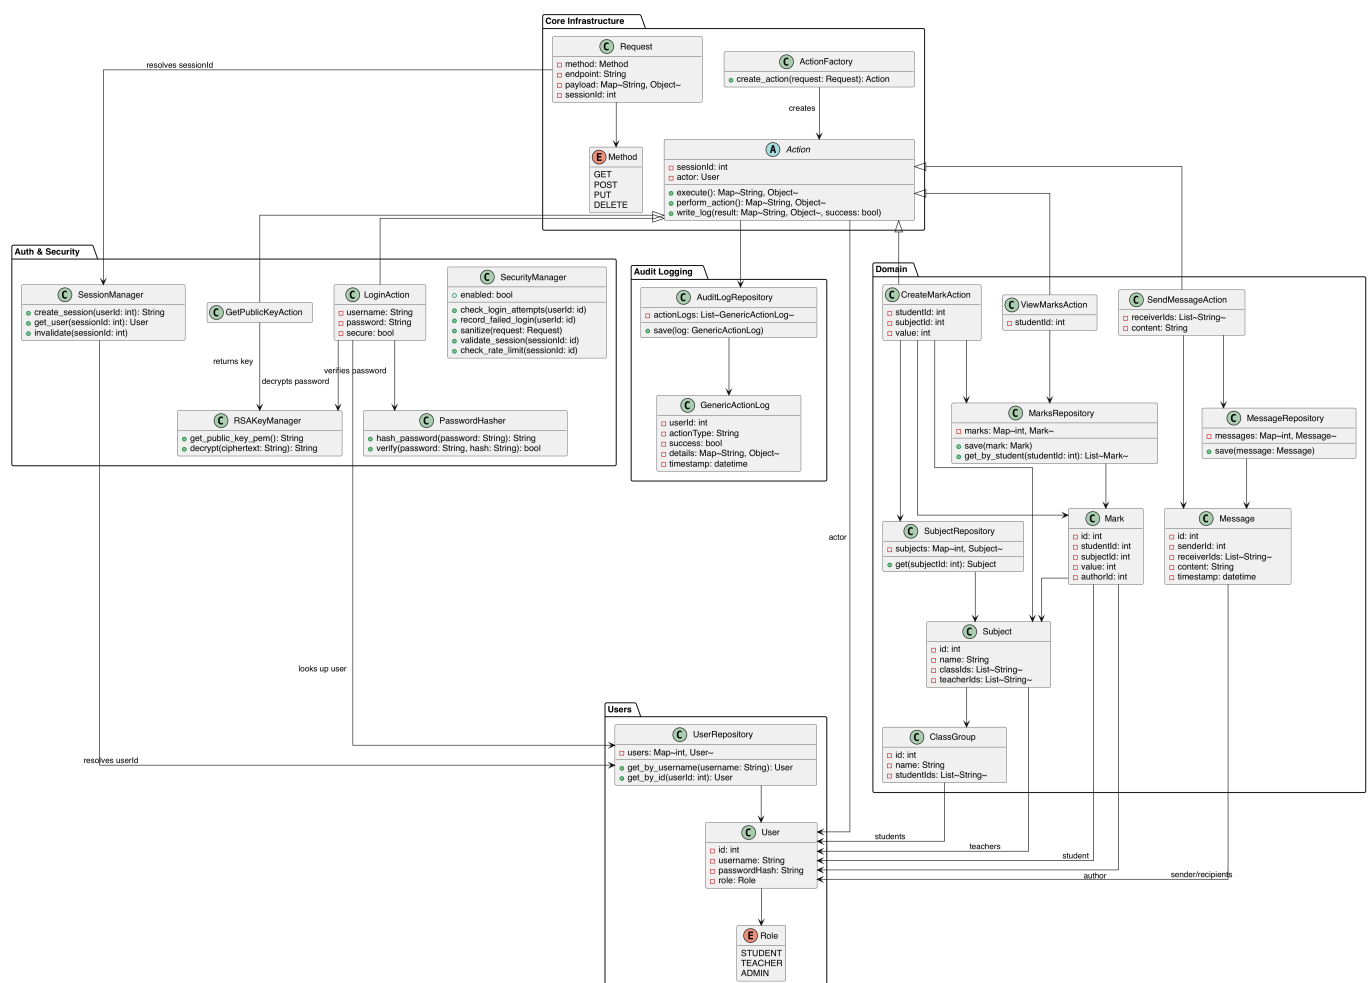 Core Infrastructure
C Request
method: Method
endpoint: String
payload: Map~String, Object~
sessionId: int
C ActionFactory
create_action(request: Request): Action
resolves sessionId
creates
E Method
GET
POST
PUT
DELETE
A Action
sessionId: int
actor: User
execute(): Map~String, Object~
perform_action(): Map~String, Object~
write_log(result: Map~String, Object~, success: bool)
Auth & Security
C SessionManager
create_session(userId: int): String
get_user(sessionId: int): User
invalidate(sessionId: int)
C GetPublicKeyAction
C LoginAction
username: String
password: String
secure: bool
C SecurityManager
enabled: bool
check_login_attempts(userId: id)
record_failed_login(userId: id)
sanitize(request: Request)
validate_session(sessionId: id)
check_rate_limit(sessionId: id)
returns key
decrypts password
verifies password
C RSAKeyManager
get_public_key_pem(): String
decrypt(ciphertext: String): String
C PasswordHasher
hash_password(password: String): String
verify(password: String, hash: String): bool
Audit Logging
C AuditLogRepository
actionLogs: List~GenericActionLog~
save(log: GenericActionLog)
C GenericActionLog
userId: int
actionType: String
success: bool
details: Map~String, Object~
timestamp: datetime
Domain
C CreateMarkAction
studentId: int
subjectId: int
value: int
C ViewMarksAction
studentId: int
C SendMessageAction
receiverIds: List~String~
content: String
C MarksRepository
marks: Map~int, Mark~
save(mark: Mark)
get_by_student(studentId: int): List~Mark~
C MessageRepository
messages: Map~int, Message~
save(message: Message)
C SubjectRepository
subjects: Map~int, Subject~
get(subjectId: int): Subject
C Mark
id: int
studentId: int
subjectId: int
value: int
authorId: int
C Message
id: int
senderId: int
receiverIds: List~String~
content: String
timestamp: datetime
actor
C Subject
id: int
name: String
classIds: List~String~
teacherIds: List~String~
C ClassGroup
id: int
name: String
studentIds: List~String~
looks up user
resolves userId
Users
C UserRepository
users: Map~int, User~
get_by_username(username: String): User
get_by_id(userId: int): User
C User
id: int
username: String
passwordHash: String
role: Role
students
teachers
student
author
sender/recipients
E Role
STUDENT
TEACHER
ADMIN